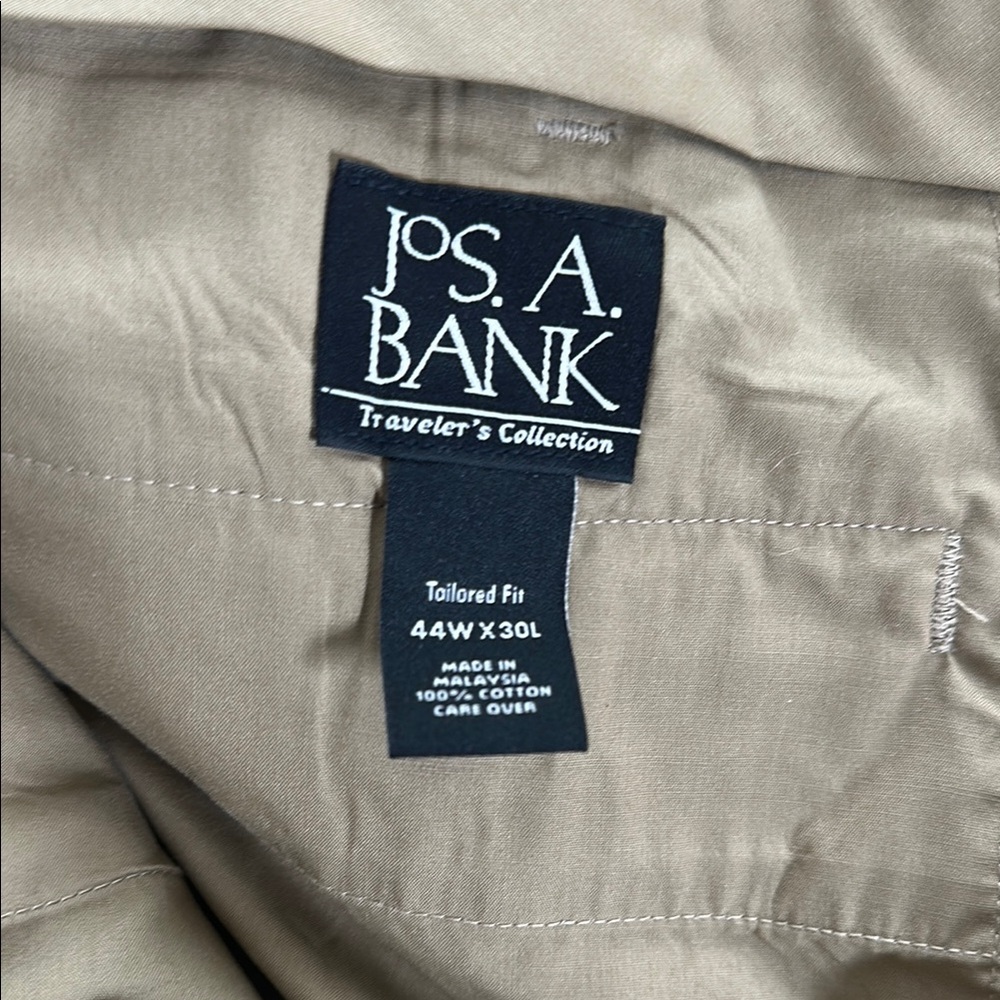 JOS. A.
BANK
Traveler's Collection
Tailored Fit
44W X 30L
MADE IN
MALAYSIA
100% COTTON
CARE OVER